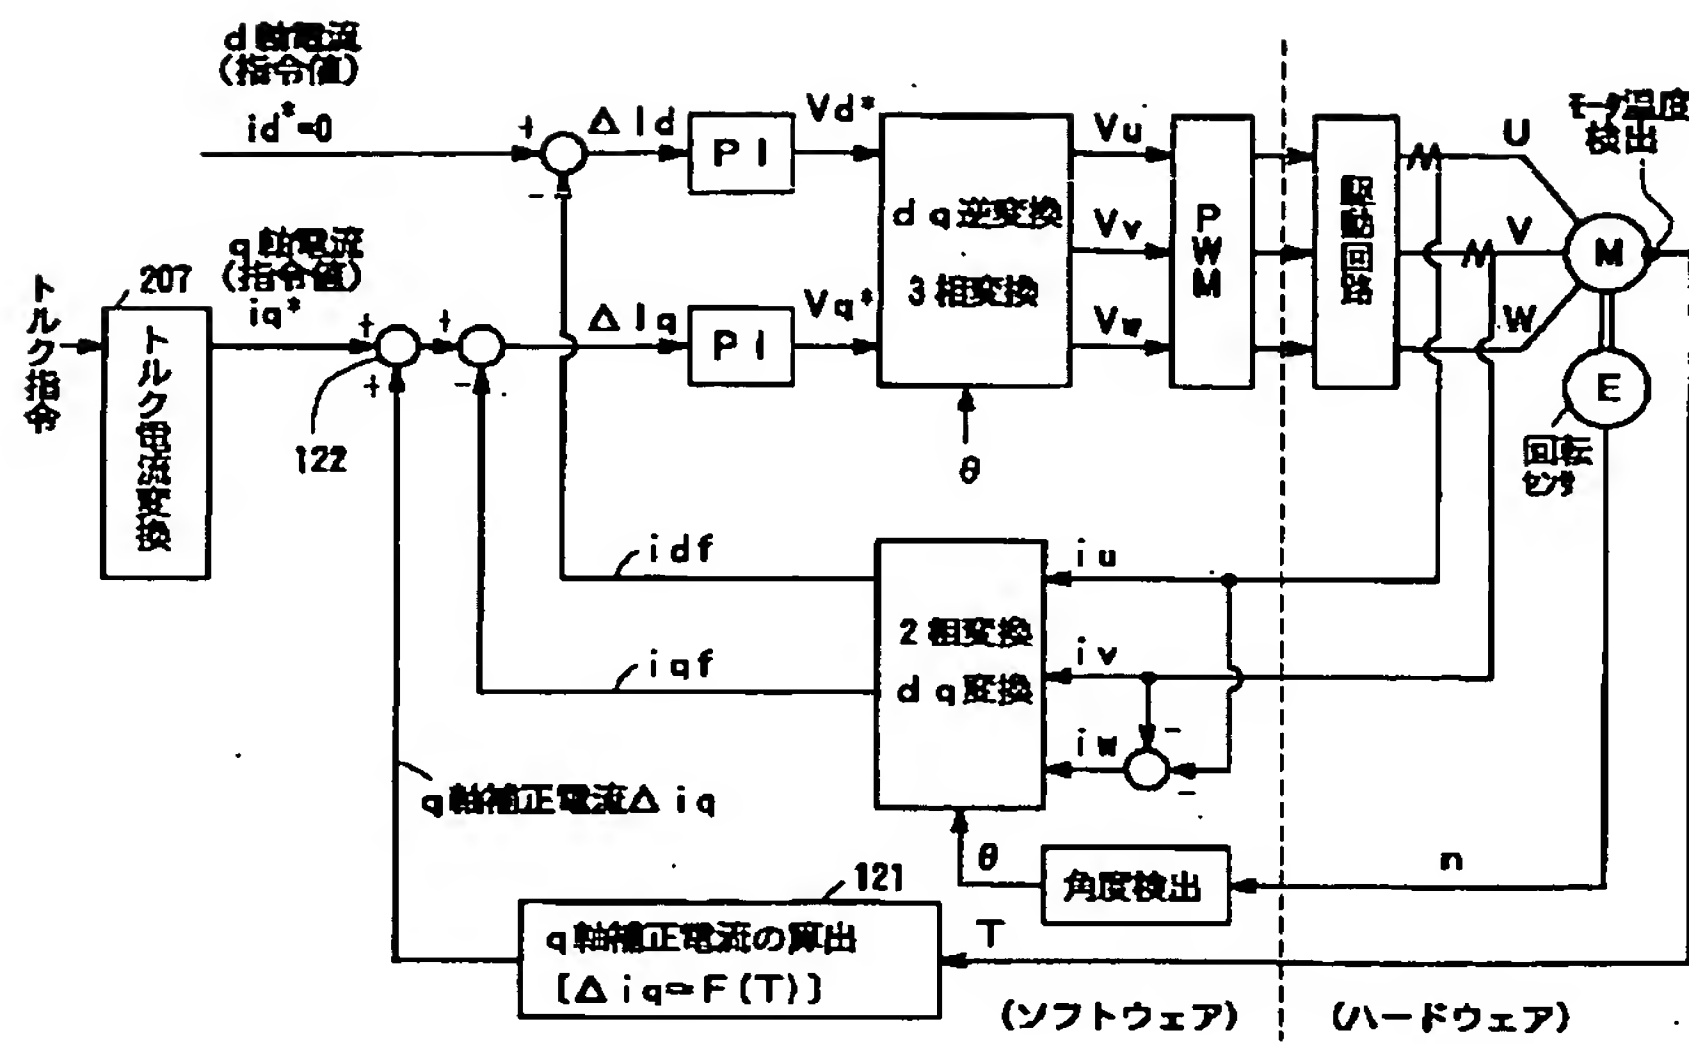 d軸電流
(指令値)
id*=0
+
-
ΔId
PI
Vd*
dq逆変換
3相変換
θ
Vu
Vv
Vw
PWM
駆動回路
U
V
W
モータ温度
検出
M
E
回転
センサ
トルク指令
207
トルク電流変換
q軸電流
(指令値)
iq*
+
+
122
+
-
ΔIq
PI
Vq*
idf
iqf
2相変換
dq変換
iu
iv
iw
-
-
q軸補正電流Δiq
θ
角度検出
n
121
q軸補正電流の算出
[Δiq=F(T)]
T
(ソフトウェア)
(ハードウェア)